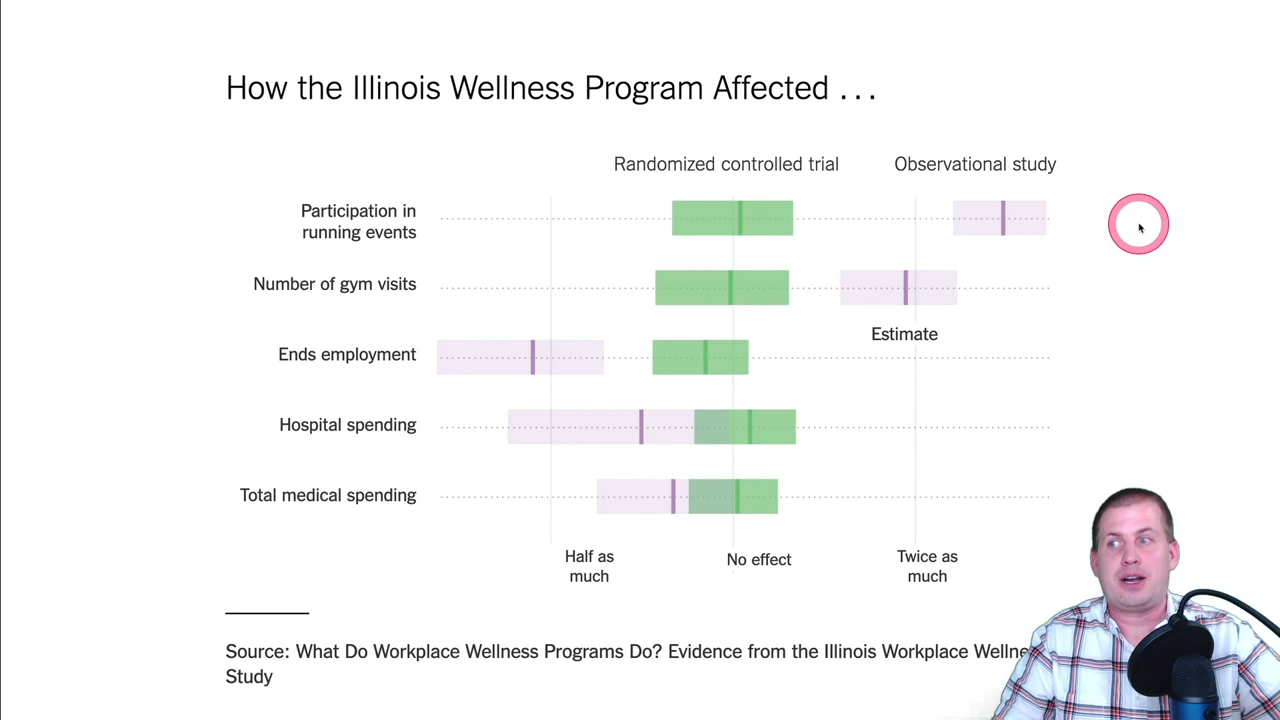 How the Illinois Wellness Program Affected ...
Randomized controlled trial
Observational study
Participation in
running events
Number of gym visits
Estimate
Ends employment
Hospital spending
Total medical spending
Half as
much
No effect
Twice as
much
Source: What Do Workplace Wellness Programs Do? Evidence from the Illinois Workplace
Study